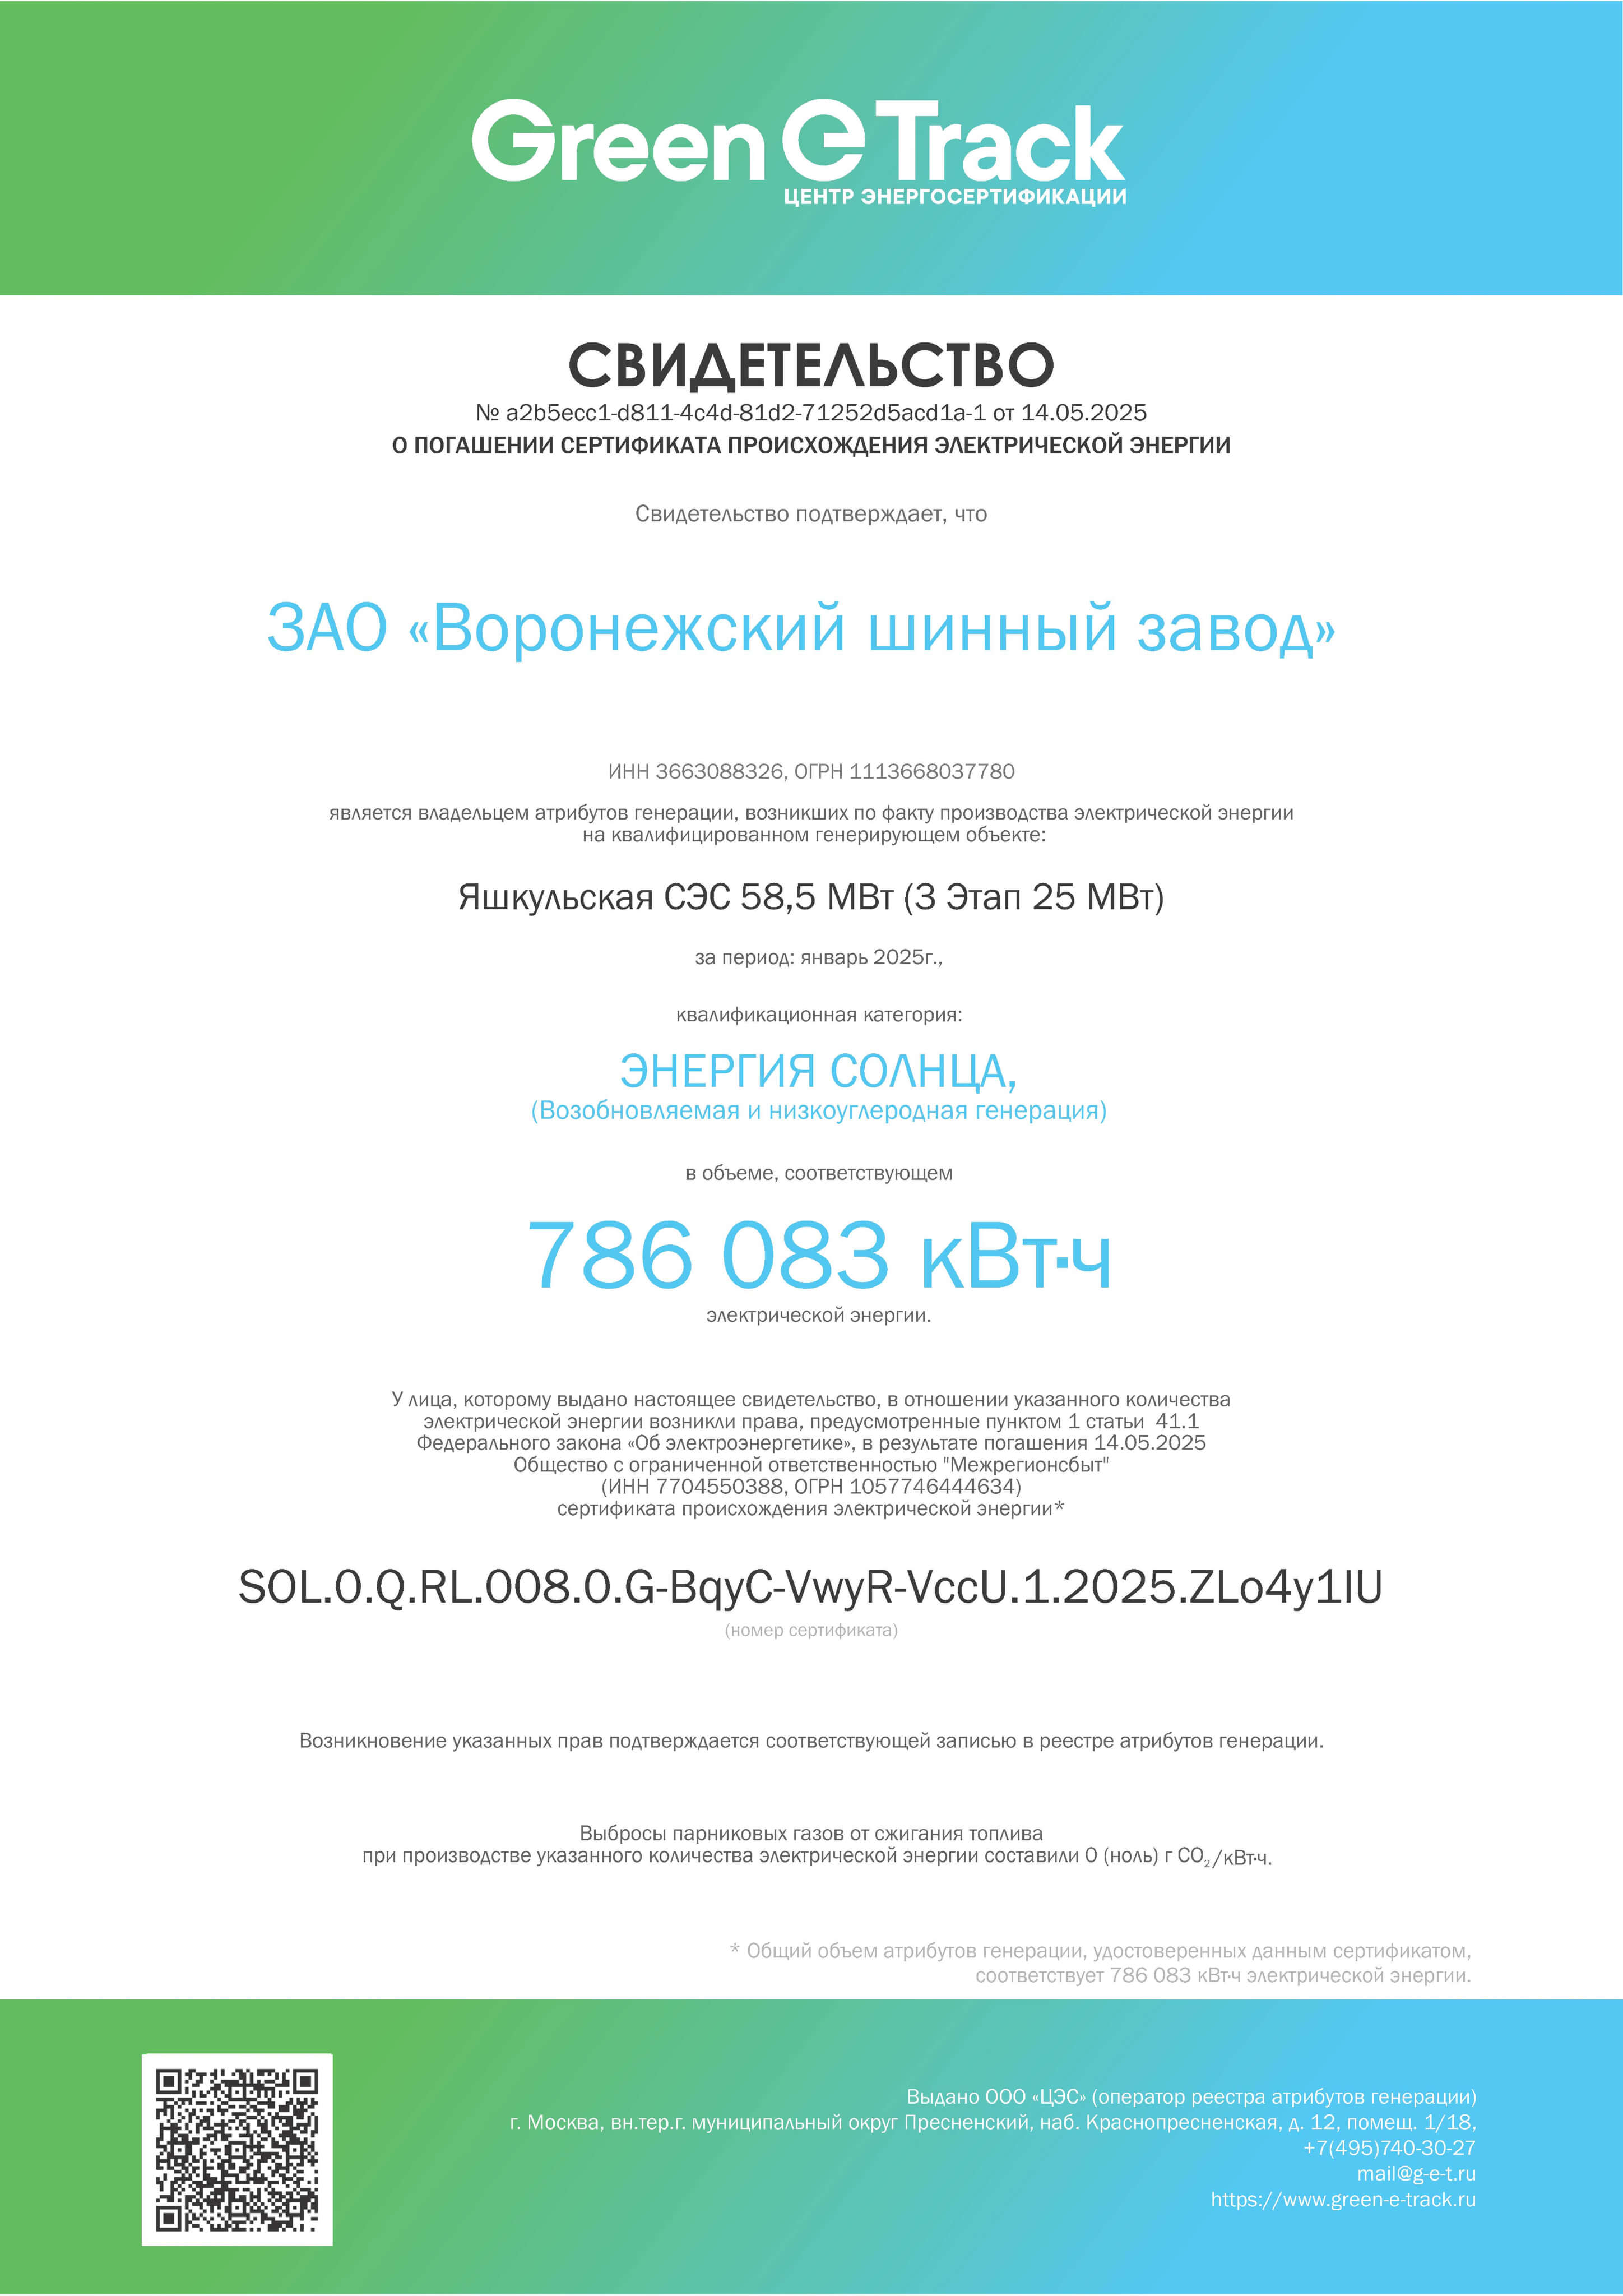 Green e Track
ЦЕНТР ЭНЕРГОСЕРТИФИКАЦИИ
СВИДЕТЕЛЬСТВО
№ a2b5ecc1-d811-4c4d-81d2-71252d5acd1a-1 от 14.05.2025
О ПОГАШЕНИИ СЕРТИФИКАТА ПРОИСХОЖДЕНИЯ ЭЛЕКТРИЧЕСКОЙ ЭНЕРГИИ
Свидетельство подтверждает, что
ЗАО «Воронежский шинный завод»
ИНН 3663088326, ОГРН 1113668037780
является владельцем атрибутов генерации, возникших по факту производства электрической энергии
на квалифицированном генерирующем объекте:
Яшкульская СЭС 58,5 МВт (3 Этап 25 МВт)
за период: январь 2025г.,
квалификационная категория:
ЭНЕРГИЯ СОЛНЦА,
(Возобновляемая и низкоуглеродная генерация)
в объеме, соответствующем
786 083 кВт·ч
электрической энергии.
У лица, которому выдано настоящее свидетельство, в отношении указанного количества
электрической энергии возникли права, предусмотренные пунктом 1 статьи 41.1
Федерального закона «Об электроэнергетике», в результате погашения 14.05.2025
Общество с ограниченной ответственностью "Межрегионсбыт"
(ИНН 7704550388, ОГРН 1057746444634)
сертификата происхождения электрической энергии*
SOL.0.Q.RL.008.0.G-BqyC-VwyR-VccU.1.2025.ZLo4y1IU
(номер сертификата)
Возникновение указанных прав подтверждается соответствующей записью в реестре атрибутов генерации.
Выбросы парниковых газов от сжигания топлива
при производстве указанного количества электрической энергии составили 0 (ноль) г CO₂/кВт·ч.
* Общий объем атрибутов генерации, удостоверенных данным сертификатом,
соответствует 786 083 кВт·ч электрической энергии.
Выдано ООО «ЦЭС» (оператор реестра атрибутов генерации)
г. Москва, вн.тер.г. муниципальный округ Пресненский, наб. Краснопресненская, д. 12, помещ. 1/18,
+7(495)740-30-27
mail@g-e-t.ru
https://www.green-e-track.ru